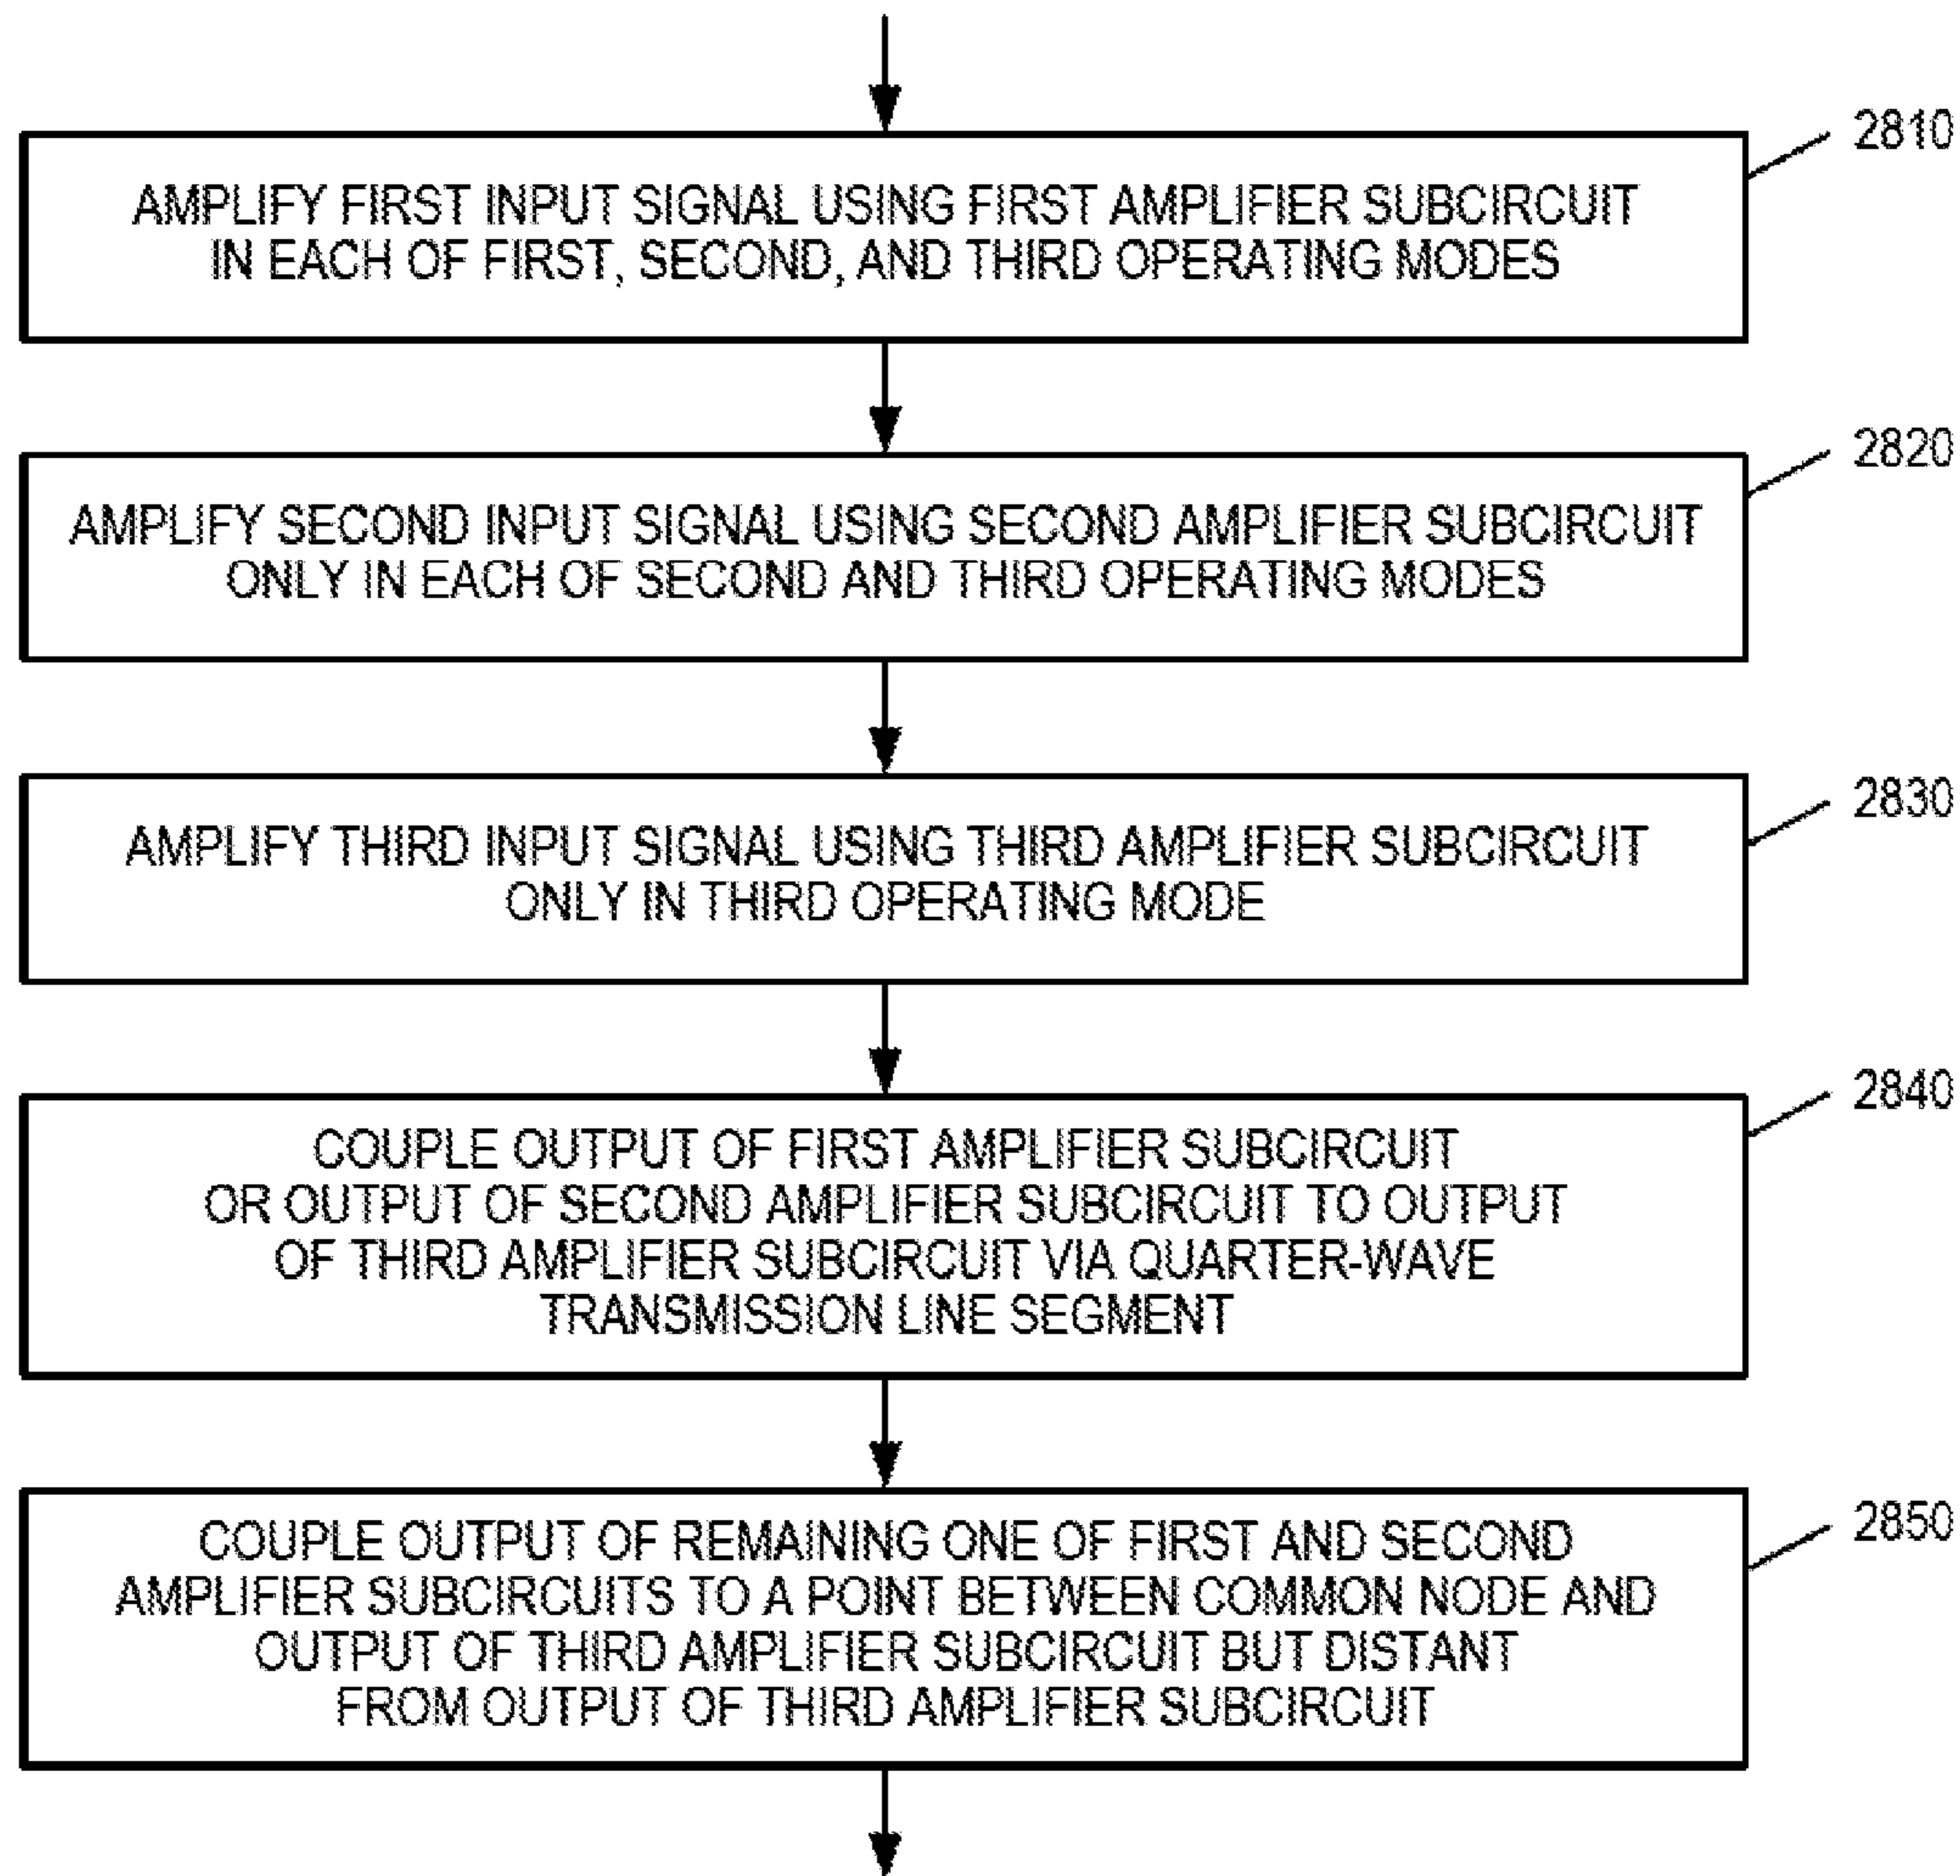 2810
AMPLIFY FIRST INPUT SIGNAL USING FIRST AMPLIFIER SUBCIRCUIT
IN EACH OF FIRST, SECOND, AND THIRD OPERATING MODES
2820
AMPLIFY SECOND INPUT SIGNAL USING SECOND AMPLIFIER SUBCIRCUIT
ONLY IN EACH OF SECOND AND THIRD OPERATING MODES
2830
AMPLIFY THIRD INPUT SIGNAL USING THIRD AMPLIFIER SUBCIRCUIT
ONLY IN THIRD OPERATING MODE
2840
COUPLE OUTPUT OF FIRST AMPLIFIER SUBCIRCUIT
OR OUTPUT OF SECOND AMPLIFIER SUBCIRCUIT TO OUTPUT
OF THIRD AMPLIFIER SUBCIRCUIT VIA QUARTER-WAVE
TRANSMISSION LINE SEGMENT
2850
COUPLE OUTPUT OF REMAINING ONE OF FIRST AND SECOND
AMPLIFIER SUBCIRCUITS TO A POINT BETWEEN COMMON NODE AND
OUTPUT OF THIRD AMPLIFIER SUBCIRCUIT BUT DISTANT
FROM OUTPUT OF THIRD AMPLIFIER SUBCIRCUIT